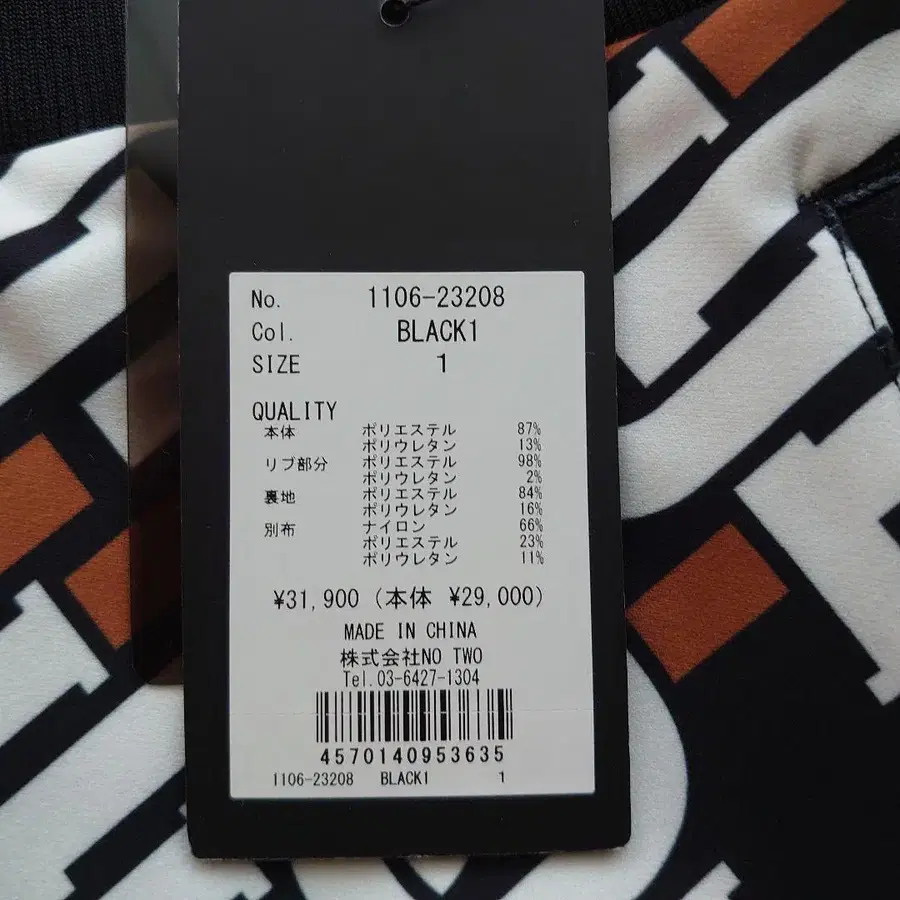 No. 1106-23208
Col. BLACK1
SIZE 1
QUALITY
本体 ポリエステル 87%
ポリウレタン 13%
リブ部分 ポリエステル 98%
ポリウレタン 2%
裏地 ポリエステル 84%
ポリウレタン 16%
別布 ナイロン 66%
ポリエステル 23%
ポリウレタン 11%
¥31,900 (本体 ¥29,000)
MADE IN CHINA
株式会社NO TWO
Tel.03-6427-1304
4570140953635
1106-23208 BLACK1 1